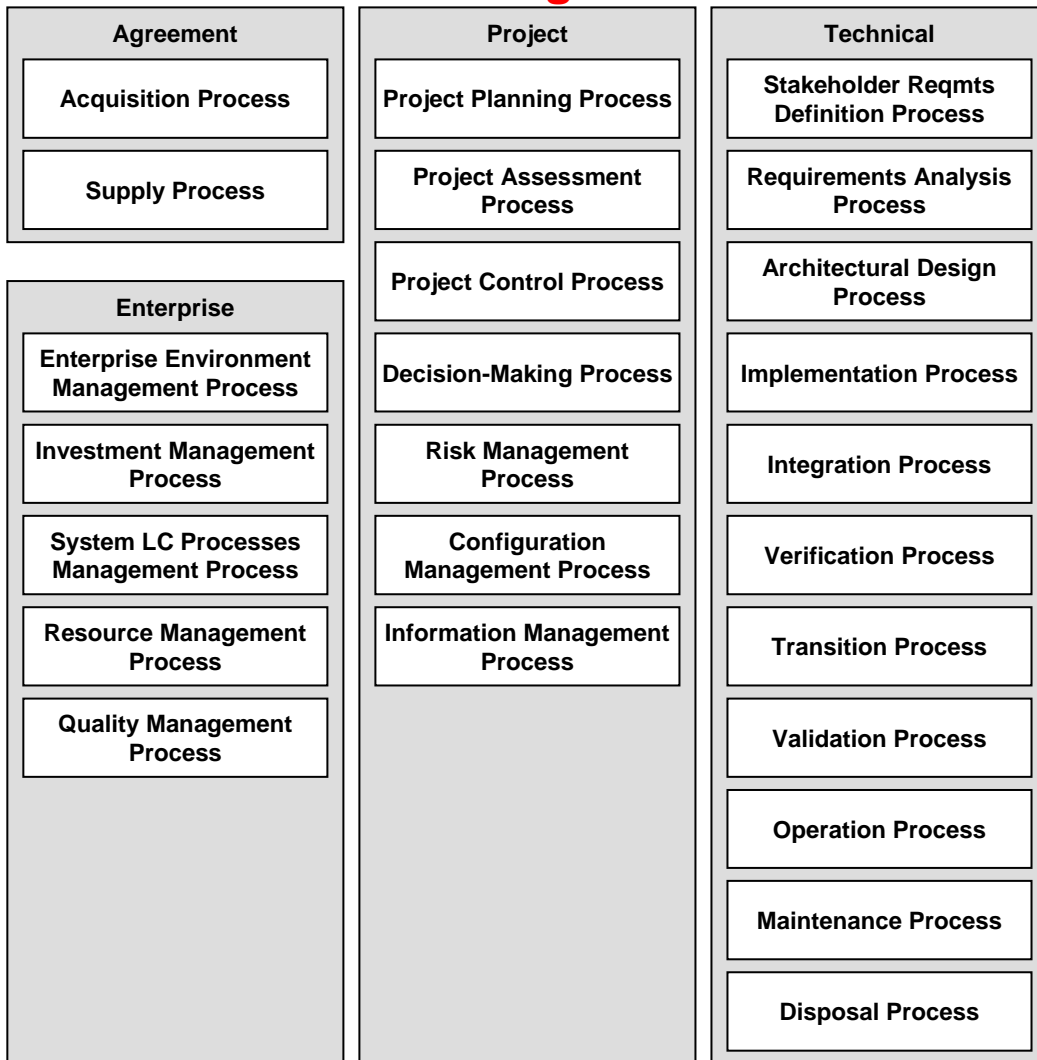 Agreement
Acquisition Process
Supply Process
Enterprise
Enterprise Environment
Management Process
Investment Management
Process
System LC Processes
Management Process
Resource Management
Process
Quality Management
Process
Project
Project Planning Process
Project Assessment
Process
Project Control Process
Decision-Making Process
Risk Management
Process
Configuration
Management Process
Information Management
Process
Technical
Stakeholder Reqmts
Definition Process
Requirements Analysis
Process
Architectural Design
Process
Implementation Process
Integration Process
Verification Process
Transition Process
Validation Process
Operation Process
Maintenance Process
Disposal Process